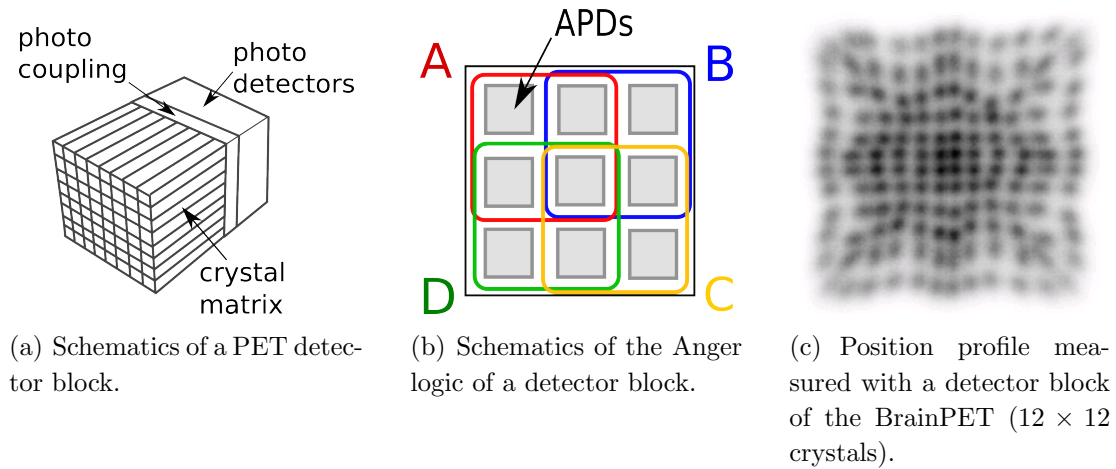 photo
coupling
photo
detectors
crystal
matrix
(a) Schematics of a PET detec-
tor block.
APDs
A
B
D
C
(b) Schematics of the Anger
logic of a detector block.
(c) Position profile mea-
sured with a detector block
of the BrainPET (12 × 12
crystals).